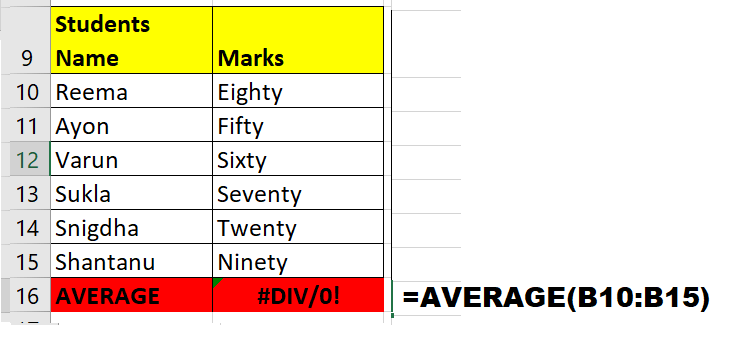 Students
Name
9 Marks
10 Reema Eighty
11 Ayon Fifty
12 Varun Sixty
13 Sukla Seventy
14 Snigdha Twenty
15 Shantanu Ninety
16 AVERAGE #DIV/0! =AVERAGE(B10:B15)